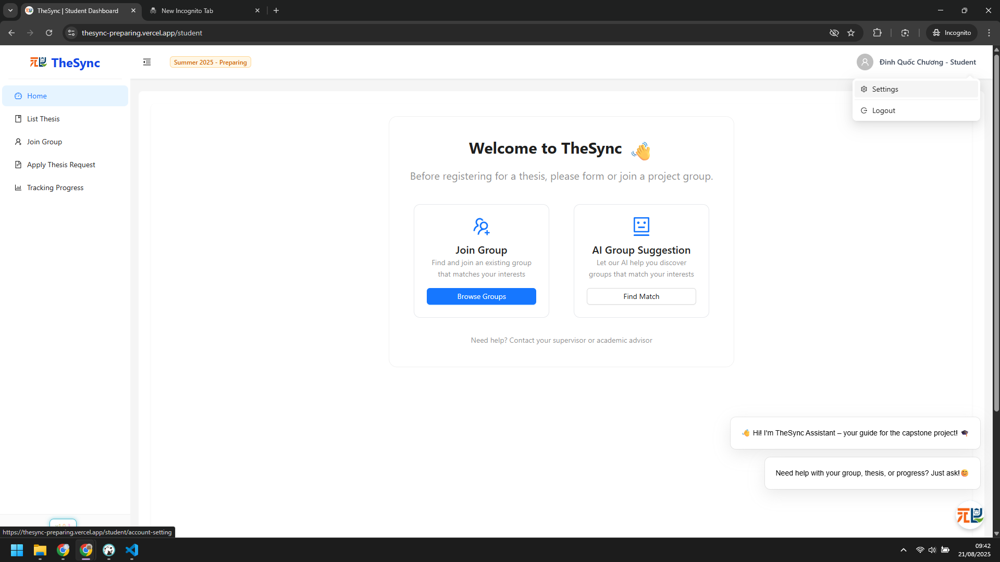 TheSync | Student Dashboard
New Incognito Tab
thesync-preparing.vercel.app/student
Incognito
TheSync
Summer 2025 - Preparing
Đinh Quốc Chương - Student
Settings
Logout
Home
List Thesis
Join Group
Apply Thesis Request
Tracking Progress
Welcome to TheSync
Before registering for a thesis, please form or join a project group.
Join Group
Find and join an existing group
that matches your interests
Browse Groups
AI Group Suggestion
Let our AI help you discover
groups that match your interests
Find Match
Need help? Contact your supervisor or academic advisor
Hi! I'm TheSync Assistant – your guide for the capstone project!
Need help with your group, thesis, or progress? Just ask!
https://thesync-preparing.vercel.app/student/account-setting
09:42
21/08/2025